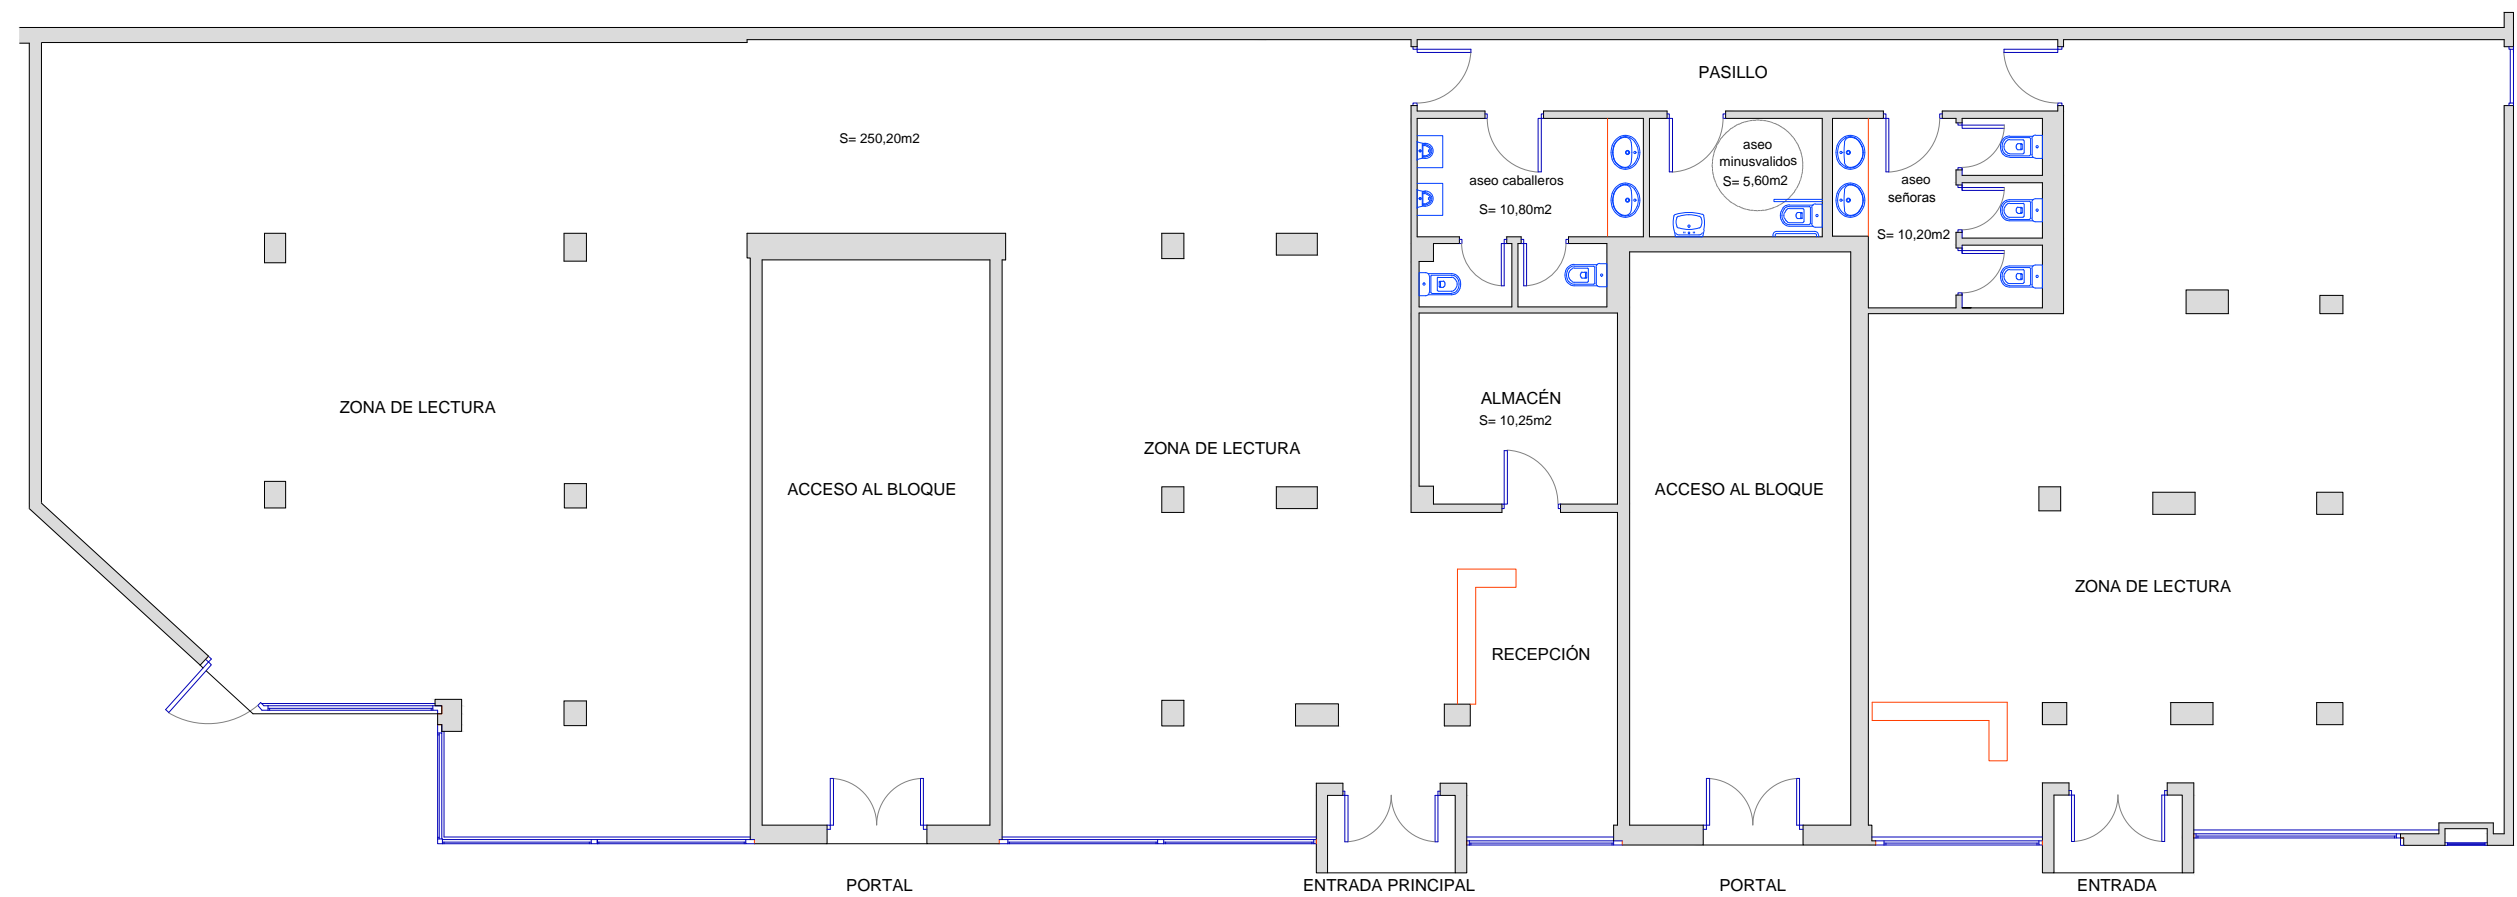 PASILLO
S= 250,20m2
aseo
minusvalidos
S= 5,60m2
aseo caballeros
S= 10,80m2
aseo
señoras
S= 10,20m2
ALMACÉN
S= 10,25m2
ZONA DE LECTURA
ZONA DE LECTURA
ACCESO AL BLOQUE
ACCESO AL BLOQUE
ZONA DE LECTURA
RECEPCIÓN
PORTAL
ENTRADA PRINCIPAL
PORTAL
ENTRADA